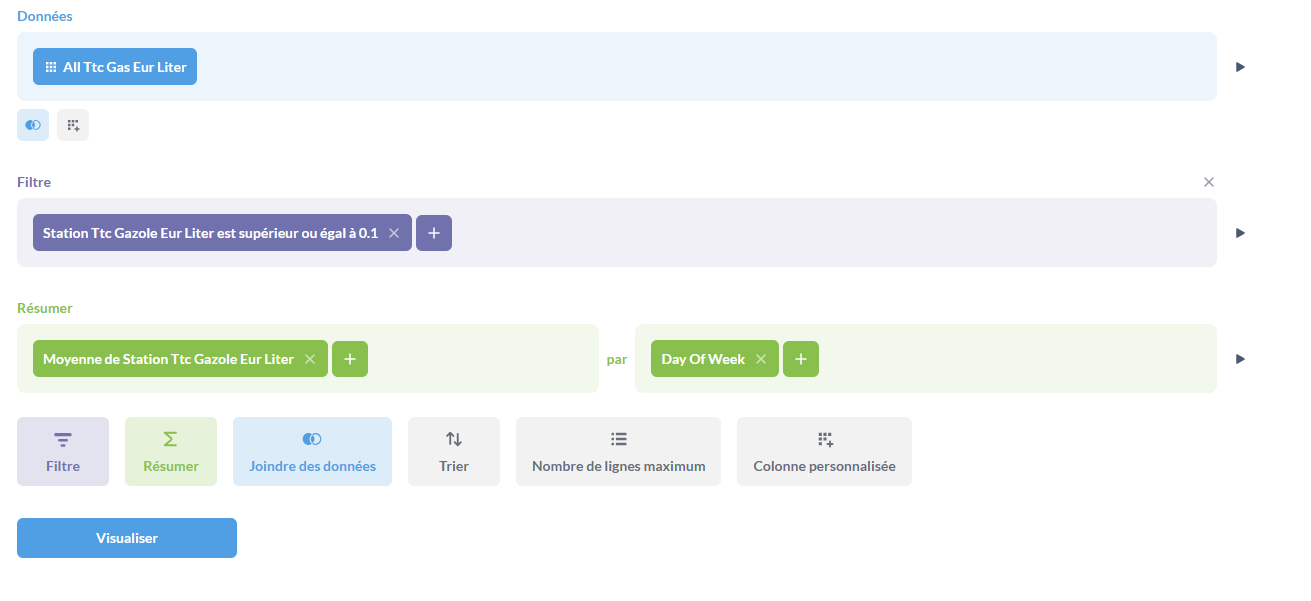 Données
All Ttc Gas Eur Liter
Filtre
Station Ttc Gazole Eur Liter est supérieur ou égal à 0.1
Résumer
Moyenne de Station Ttc Gazole Eur Liter
par
Day Of Week
Filtre
Résumer
Joindre des données
Trier
Nombre de lignes maximum
Colonne personnalisée
Visualiser